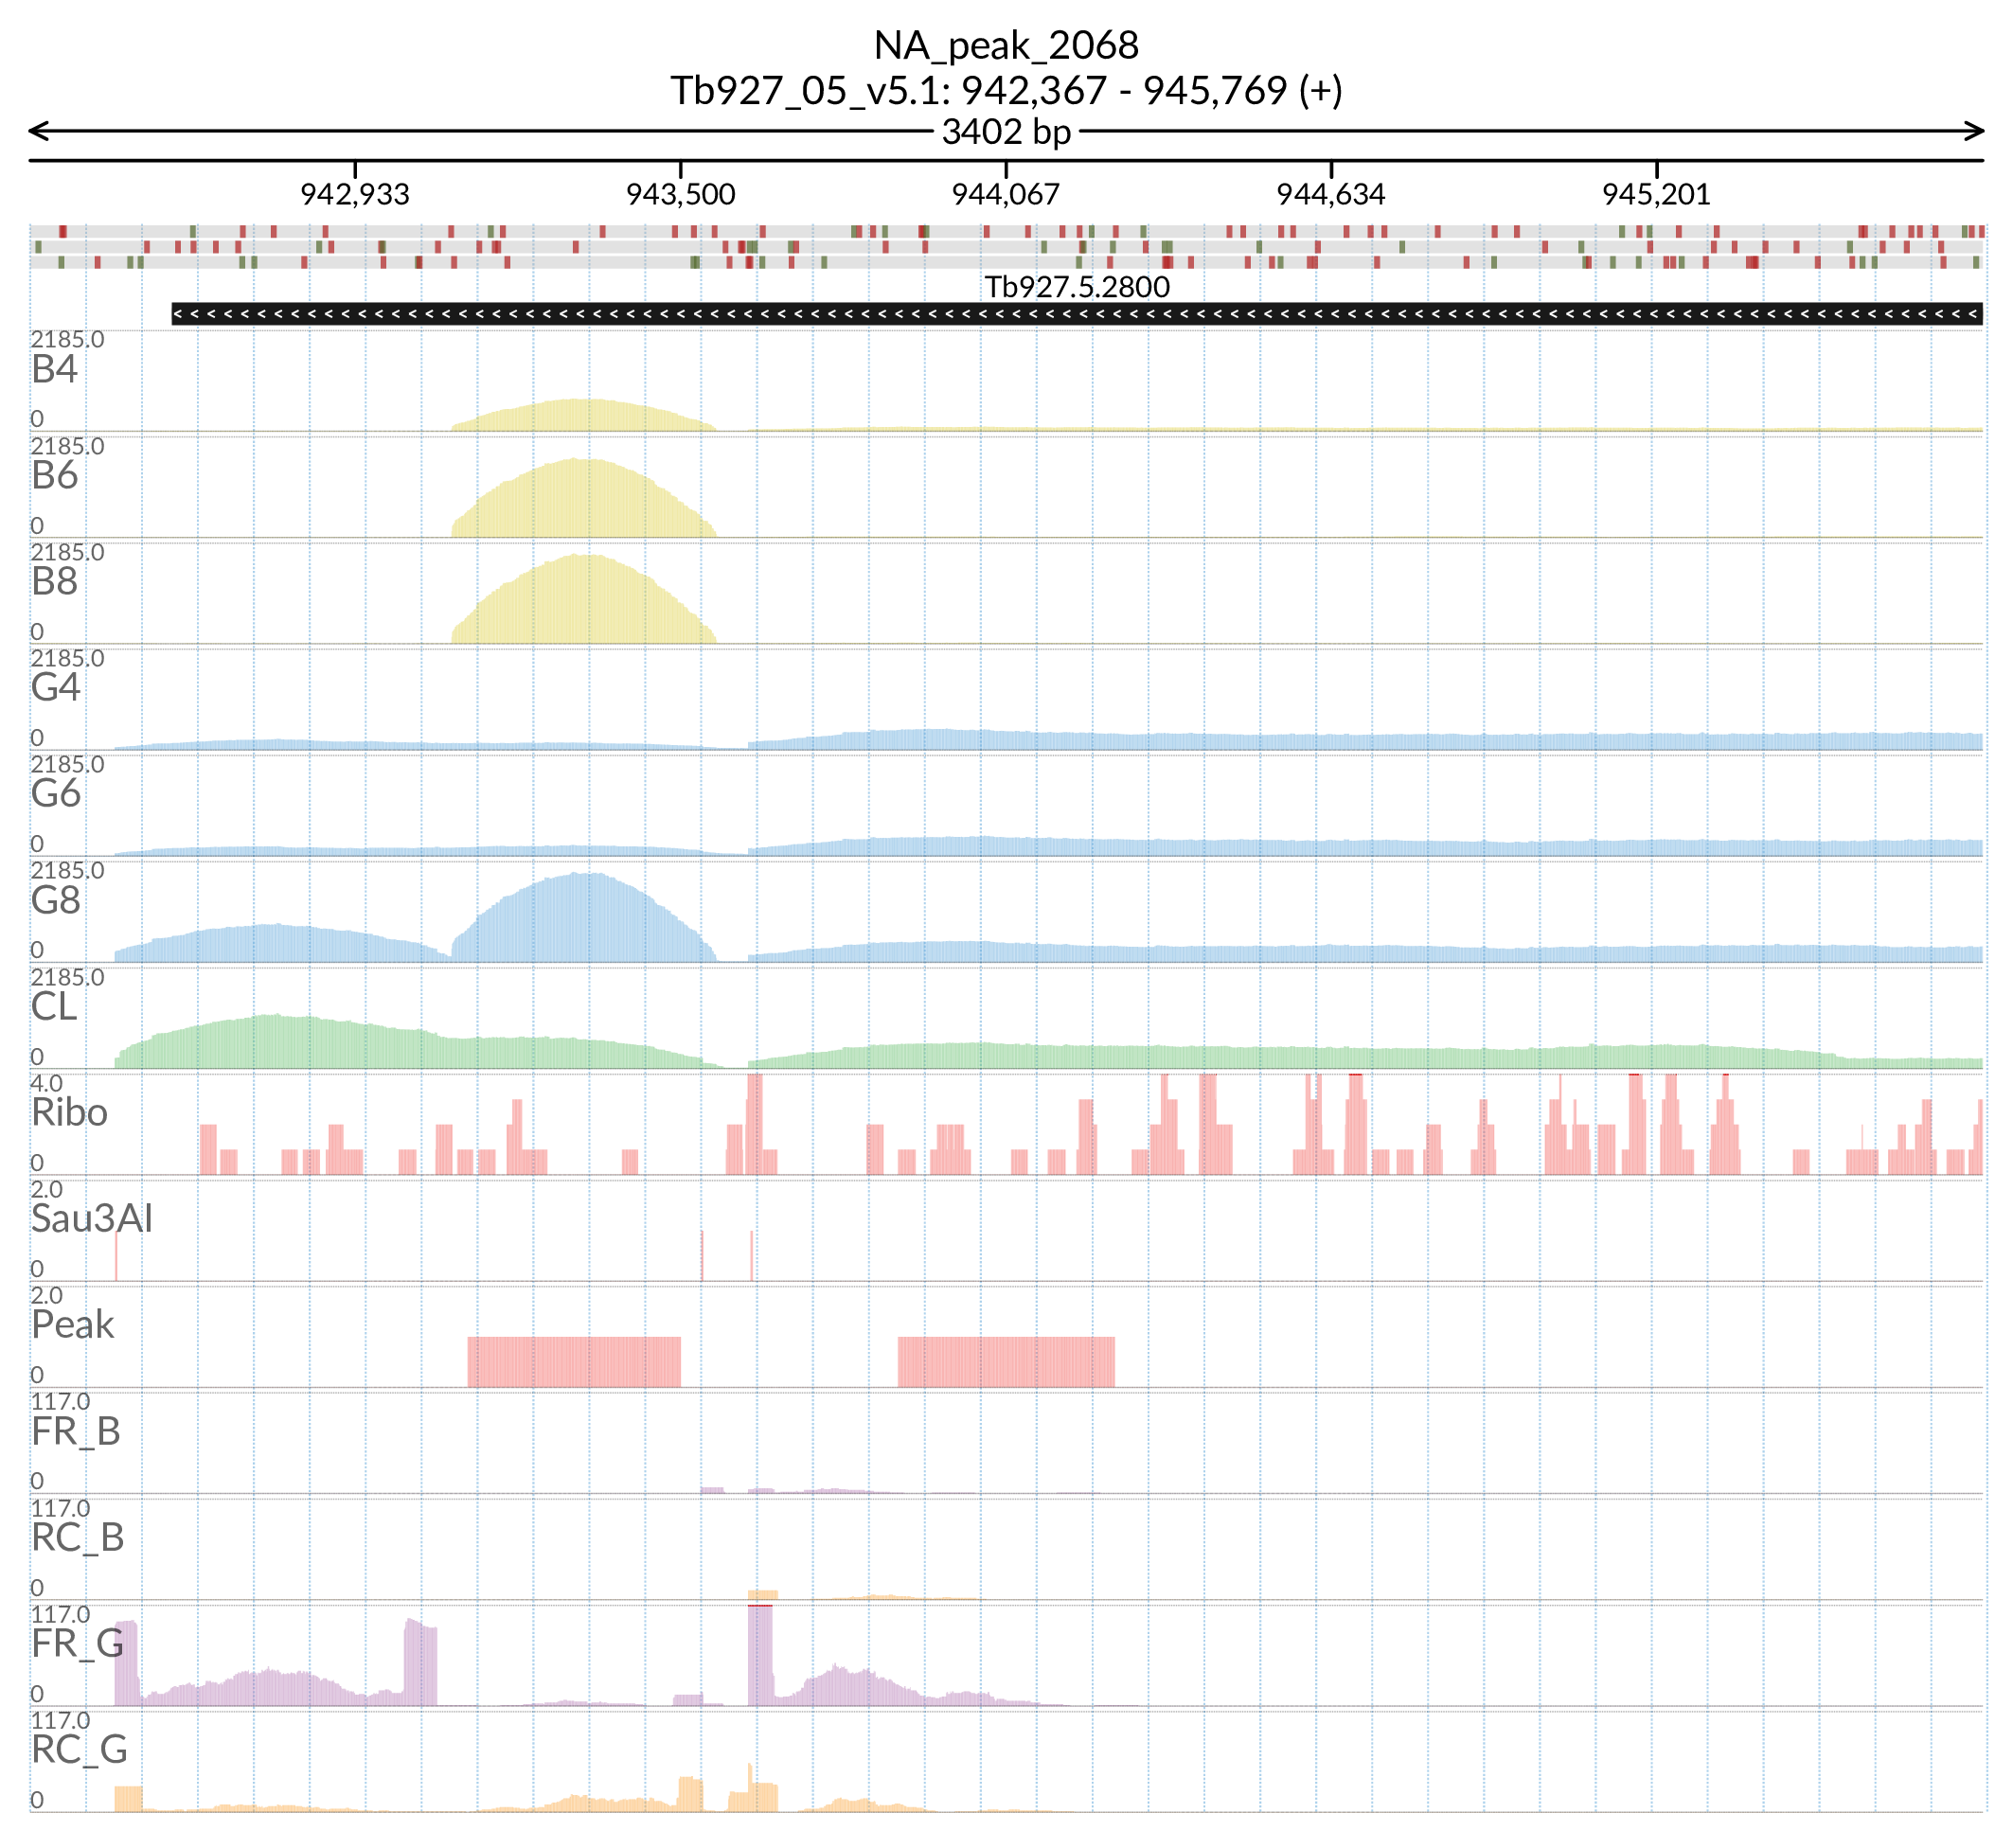 NA_peak_2068
Tb927_05_v5.1: 942,367 - 945,769 (+)
3402 bp
942,933 943,500 944,067 944,634 945,201
Tb927.5.2800
2185.0
B4
0
2185.0
B6
0
2185.0
B8
0
2185.0
G4
0
2185.0
G6
0
2185.0
G8
0
2185.0
CL
0
4.0
Ribo
0
2.0
Sau3AI
0
2.0
Peak
0
117.0
FR_B
0
117.0
RC_B
0
117.0
FR_G
0
117.0
RC_G
0